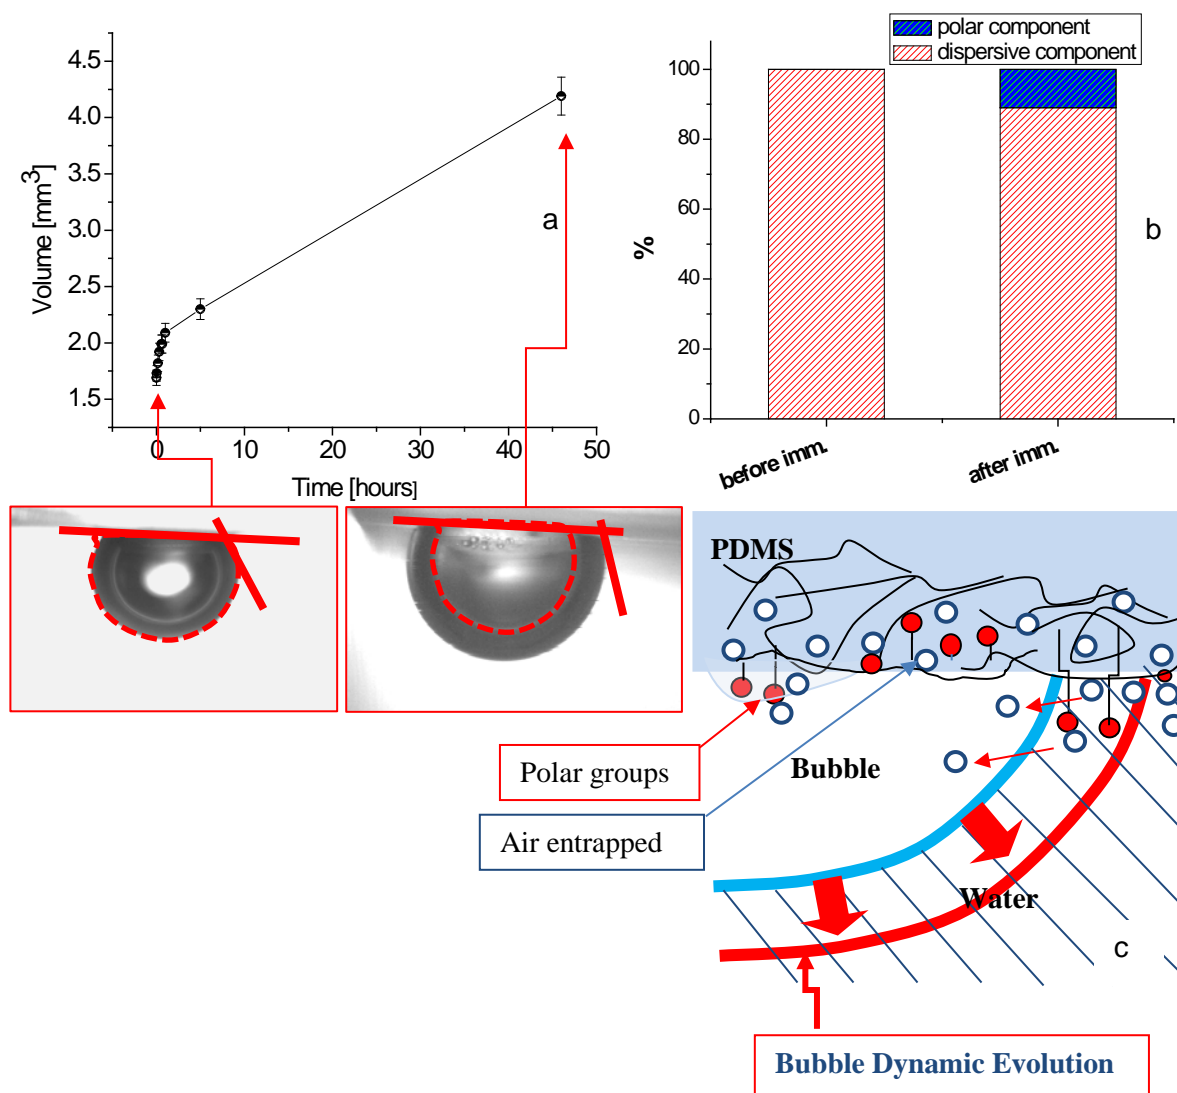 4.5
4.0
3.5
3.0
2.5
2.0
1.5
Volume [mm3]
0
10
20
30
40
50
Time [hours]
a
polar component
dispersive component
100
80
60
40
20
0
%
before imm.
after imm.
b
PDMS
Polar groups
Bubble
Air entrapped
Water
c
Bubble Dynamic Evolution